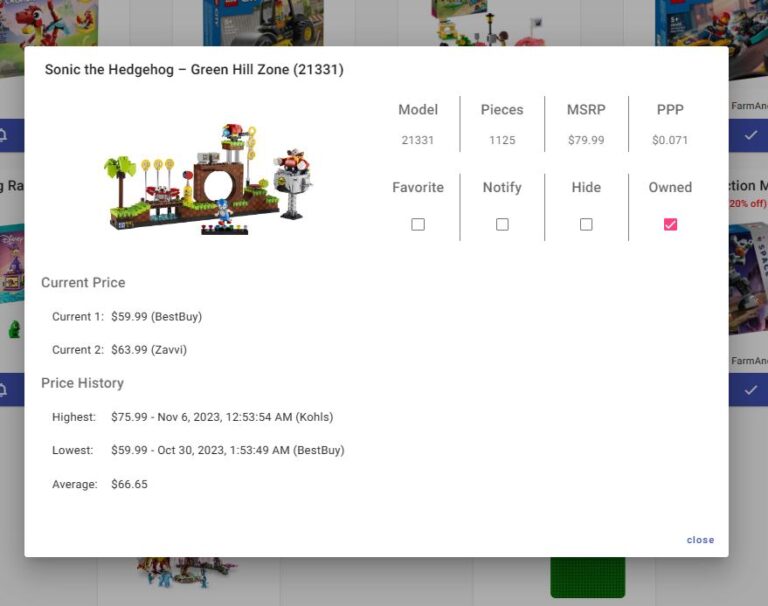 Sonic the Hedgehog – Green Hill Zone (21331)
Model Pieces MSRP PPP
21331 1125 $79.99 $0.071
Favorite Notify Hide Owned
Current Price
Current 1: $59.99 (BestBuy)
Current 2: $63.99 (Zavvi)
Price History
Highest: $75.99 - Nov 6, 2023, 12:53:54 AM (Kohls)
Lowest: $59.99 - Oct 30, 2023, 1:53:49 AM (BestBuy)
Average: $66.65
close
FarmAn
g Ra
ction M
20% off)
Disney
SPACE
FarmAn